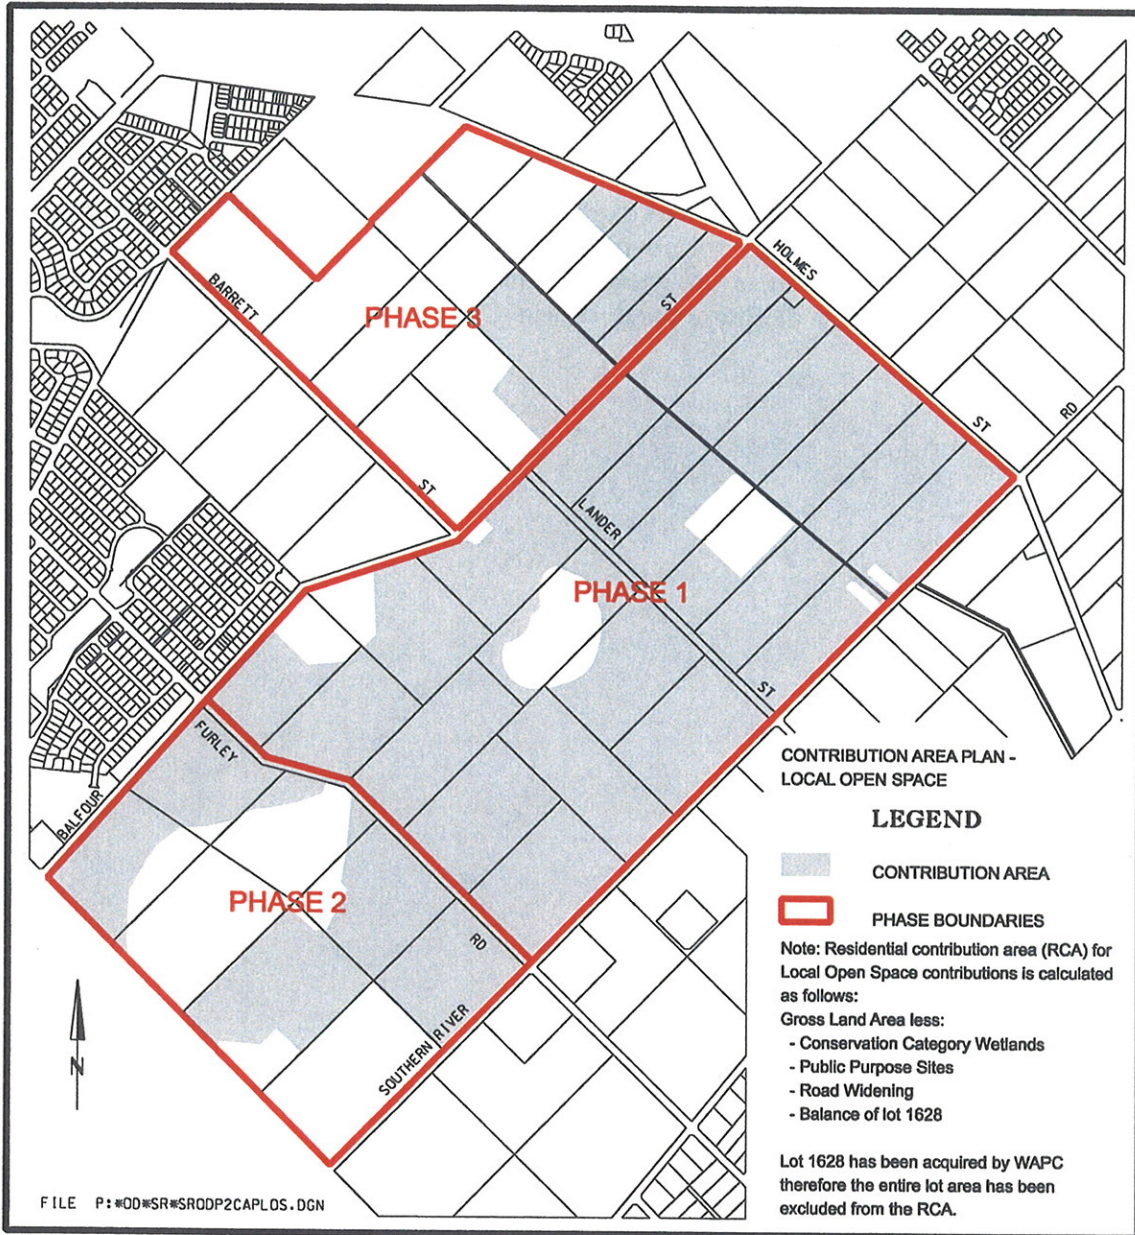 HOLMES
ST
RD
ST
BARRETT
ST
PHASE 3
LANDER
ST
PHASE 1
FURLEY
RD
BALFOUR
PHASE 2
SOUTHERN RIVER
N
CONTRIBUTION AREA PLAN -
LOCAL OPEN SPACE
LEGEND
CONTRIBUTION AREA
PHASE BOUNDARIES
Note: Residential contribution area (RCA) for
Local Open Space contributions is calculated
as follows:
Gross Land Area less:
- Conservation Category Wetlands
- Public Purpose Sites
- Road Widening
- Balance of lot 1628
Lot 1628 has been acquired by WAPC
therefore the entire lot area has been
excluded from the RCA.
FILE P:*OD*SR*SRODP2CAPLOS.DGN